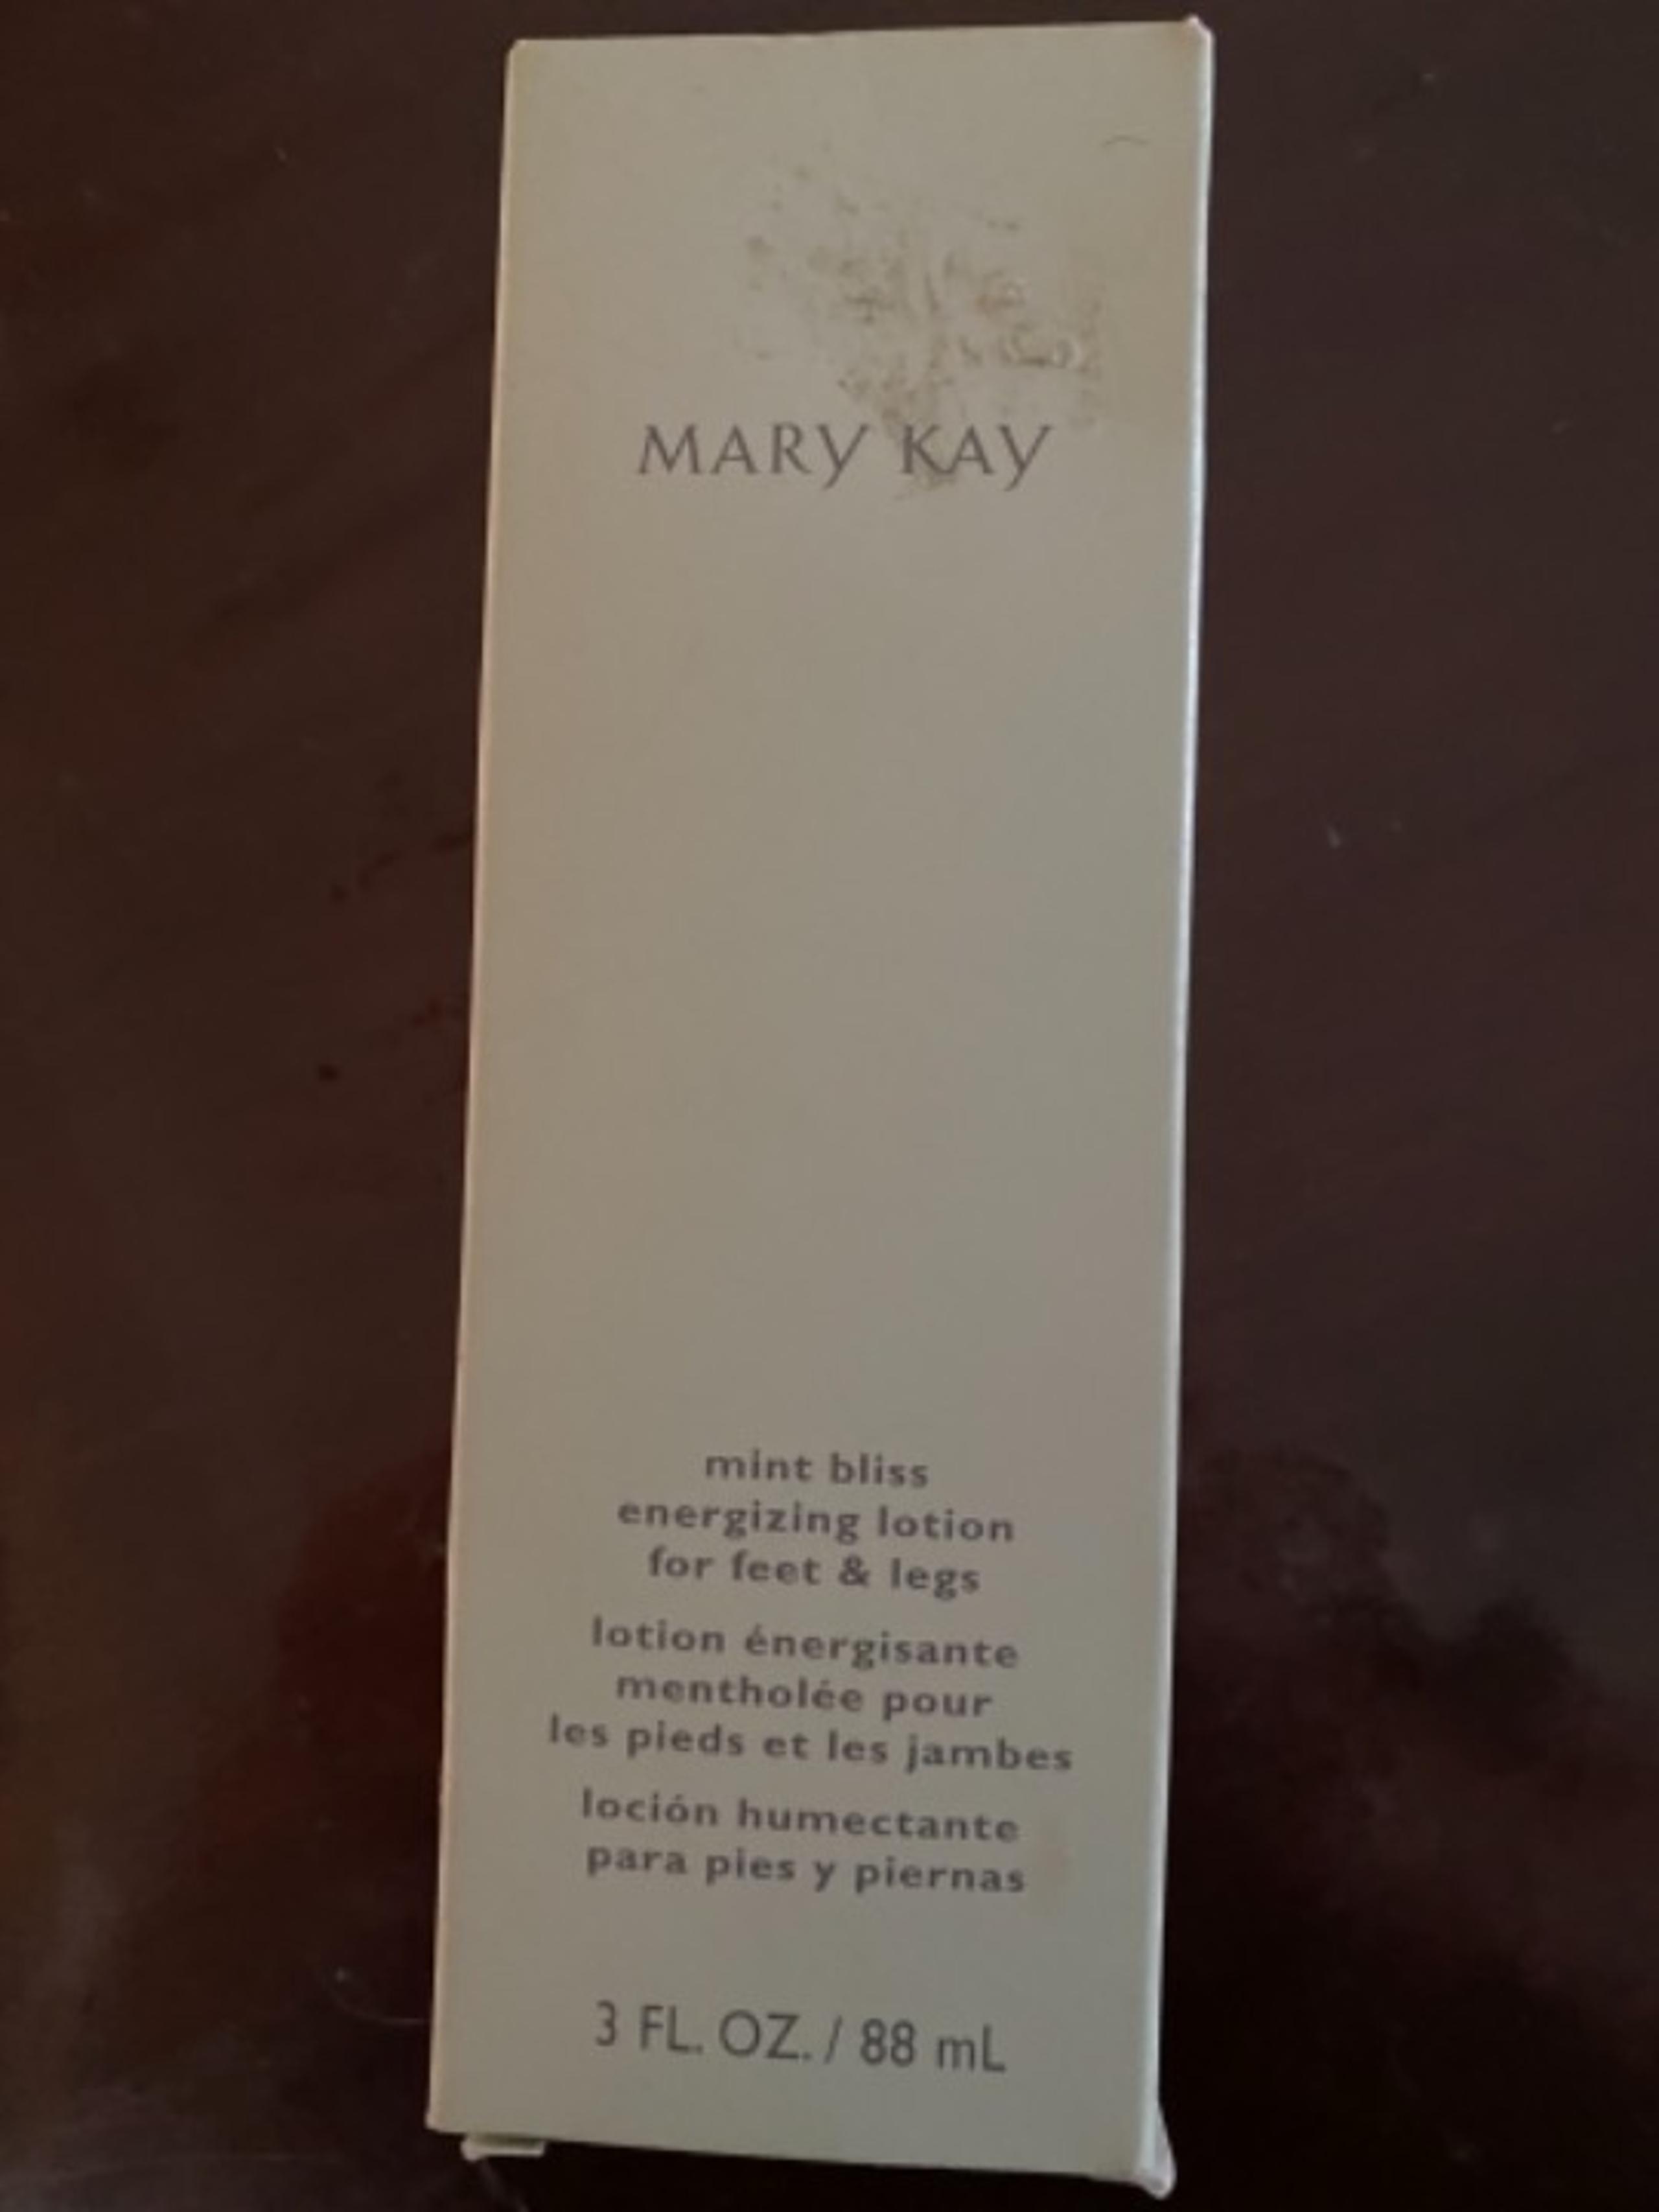 MARY KAY
mint bliss
energizing lotion
for feet & legs
lotion énergisante
mentholée pour
les pieds et les jambes
loción humectante
para pies y piernas
3 FL. OZ. / 88 mL